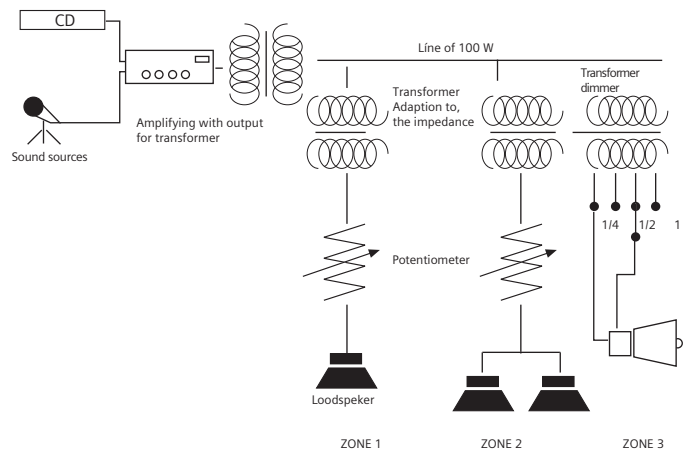 CD
Sound sources
Amplifying with output
for transformer
Líne of 100 W
Transformer
Adaption to,
the impedance
Transformer
dimmer
1/4 1/2 1
Potentiometer
Loodspeker
ZONE 1 ZONE 2 ZONE 3